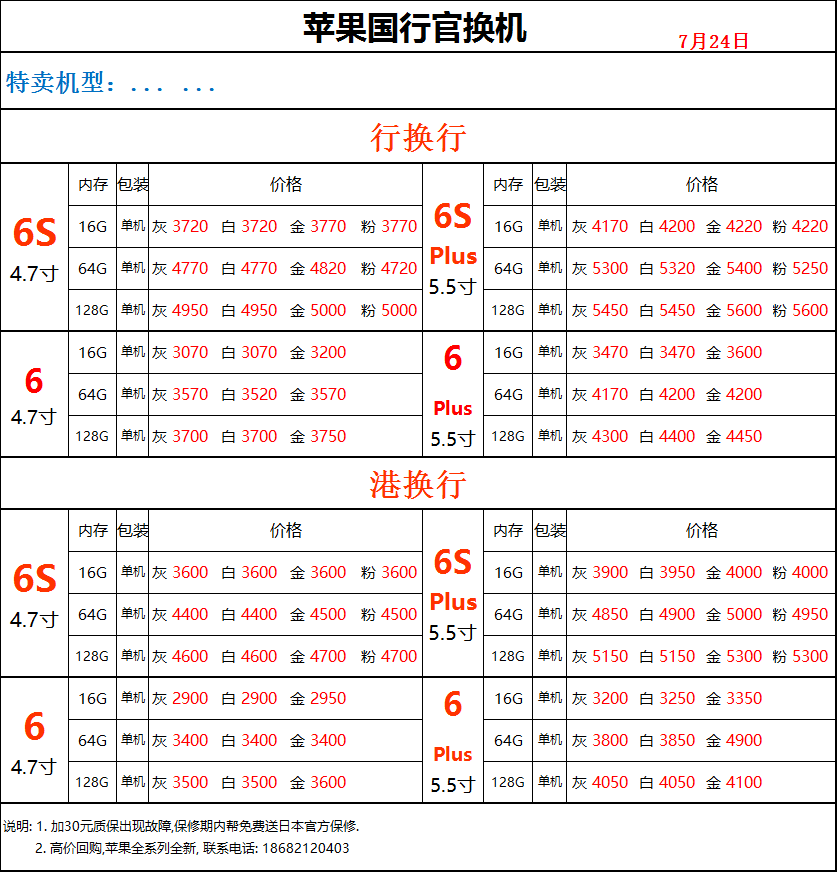 苹果国行官换机
7月24日
特卖机型：... ...
行换行
6S 4.7寸
内存 包装 价格
16G 单机 灰 3720 白 3720 金 3770 粉 3770
64G 单机 灰 4770 白 4770 金 4820 粉 4720
128G 单机 灰 4950 白 4950 金 5000 粉 5000
6S Plus 5.5寸
内存 包装 价格
16G 单机 灰 4170 白 4200 金 4220 粉 4220
64G 单机 灰 5300 白 5320 金 5400 粉 5250
128G 单机 灰 5450 白 5450 金 5600 粉 5600
6 4.7寸
16G 单机 灰 3070 白 3070 金 3200
64G 单机 灰 3570 白 3520 金 3570
128G 单机 灰 3700 白 3700 金 3750
6 Plus 5.5寸
16G 单机 灰 3470 白 3470 金 3600
64G 单机 灰 4170 白 4200 金 4200
128G 单机 灰 4300 白 4400 金 4450
港换行
6S 4.7寸
内存 包装 价格
16G 单机 灰 3600 白 3600 金 3600 粉 3600
64G 单机 灰 4400 白 4400 金 4500 粉 4500
128G 单机 灰 4600 白 4600 金 4700 粉 4700
6S Plus 5.5寸
内存 包装 价格
16G 单机 灰 3900 白 3950 金 4000 粉 4000
64G 单机 灰 4850 白 4900 金 5000 粉 4950
128G 单机 灰 5150 白 5150 金 5300 粉 5300
6 4.7寸
16G 单机 灰 2900 白 2900 金 2950
64G 单机 灰 3400 白 3400 金 3400
128G 单机 灰 3500 白 3500 金 3600
6 Plus 5.5寸
16G 单机 灰 3200 白 3250 金 3350
64G 单机 灰 3800 白 3850 金 4900
128G 单机 灰 4050 白 4050 金 4100
说明: 1. 加30元质保出现故障,保修期内帮免费送日本官方保修.
2. 高价回购,苹果全系列全新, 联系电话: 18682120403